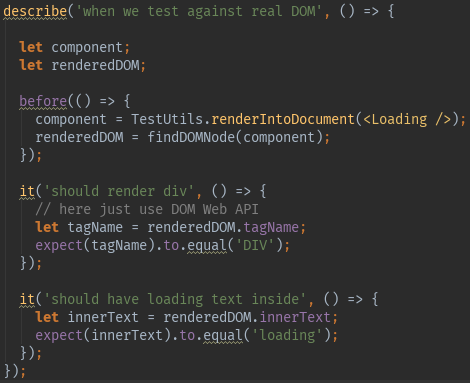 describe('when we test against real DOM', () => {
let component;
let renderedDOM;
before(() => {
component = TestUtils.renderIntoDocument(<Loading />);
renderedDOM = findDOMNode(component);
});
it('should render div', () => {
// here just use DOM Web API
let tagName = renderedDOM.tagName;
expect(tagName).to.equal('DIV');
});
it('should have loading text inside', () => {
let innerText = renderedDOM.innerText;
expect(innerText).to.equal('loading');
});
});